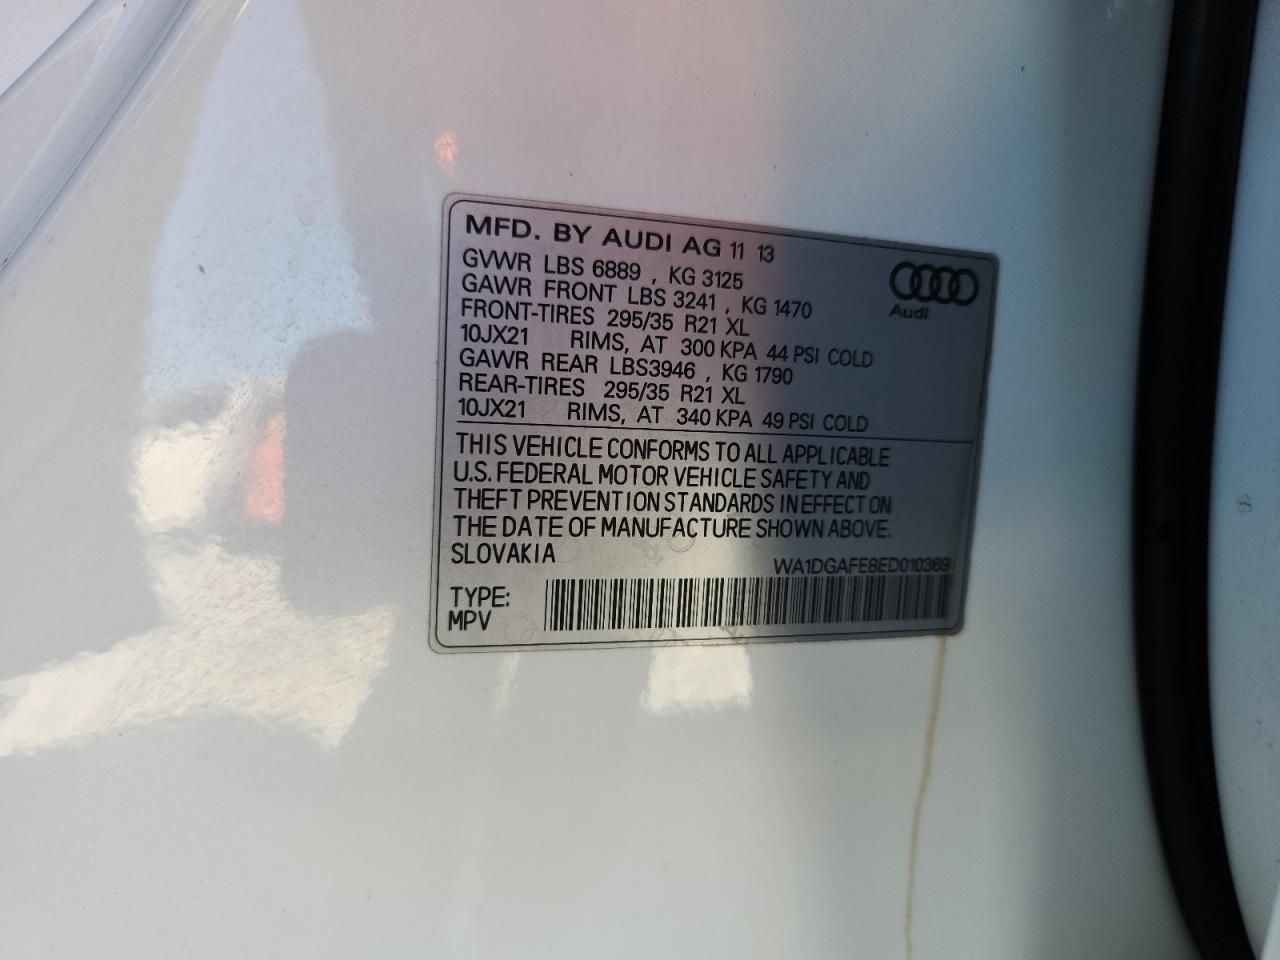 MFD. BY AUDI AG 11 13
GVWR LBS 6889 , KG 3125
GAWR FRONT LBS 3241 , KG 1470
FRONT-TIRES 295/35 R21 XL
10JX21 RIMS, AT 300 KPA 44 PSI COLD
GAWR REAR LBS3946 , KG 1790
REAR-TIRES 295/35 R21 XL
10JX21 RIMS, AT 340 KPA 49 PSI COLD
Audi
THIS VEHICLE CONFORMS TO ALL APPLICABLE
U.S. FEDERAL MOTOR VEHICLE SAFETY AND
THEFT PREVENTION STANDARDS IN EFFECT ON
THE DATE OF MANUFACTURE SHOWN ABOVE.
SLOVAKIA
WA1DGAFE8ED010369
TYPE:
MPV